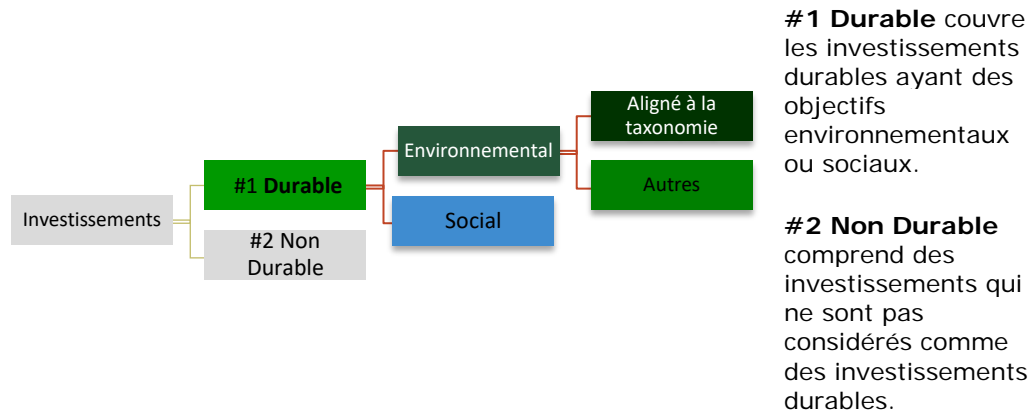 Investissements
#1 Durable
#2 Non
Durable
Environnemental
Social
Aligné à la
taxonomie
Autres
#1 Durable couvre
les investissements
durables ayant des
objectifs
environnementaux
ou sociaux.
#2 Non Durable
comprend des
investissements qui
ne sont pas
considérés comme
des investissements
durables.